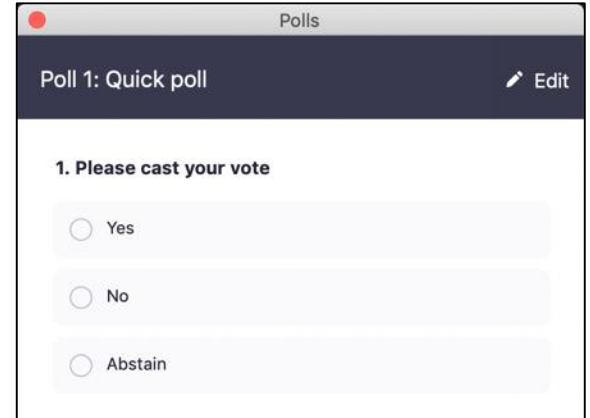 Polls
Poll 1: Quick poll
Edit
1. Please cast your vote
Yes
No
Abstain